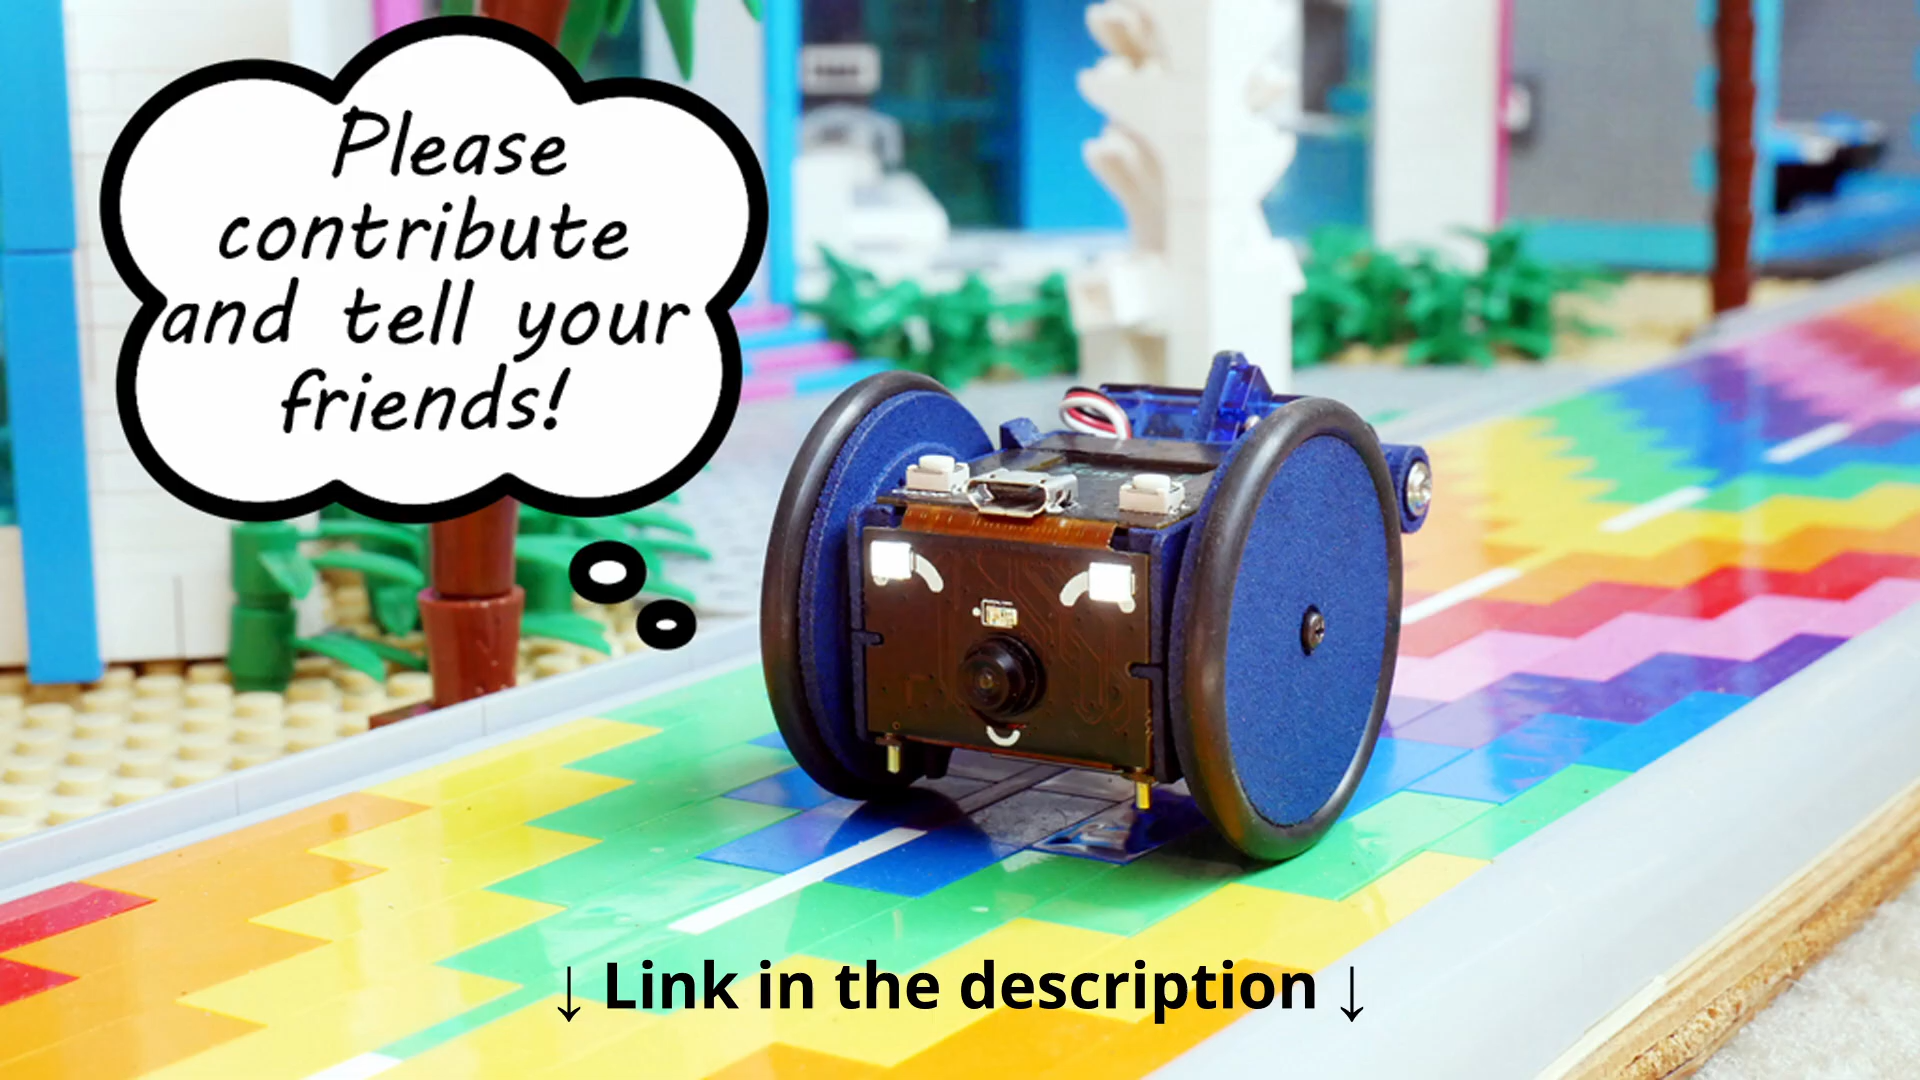 Please
contribute
and tell your
friends!
↓ Link in the description ↓